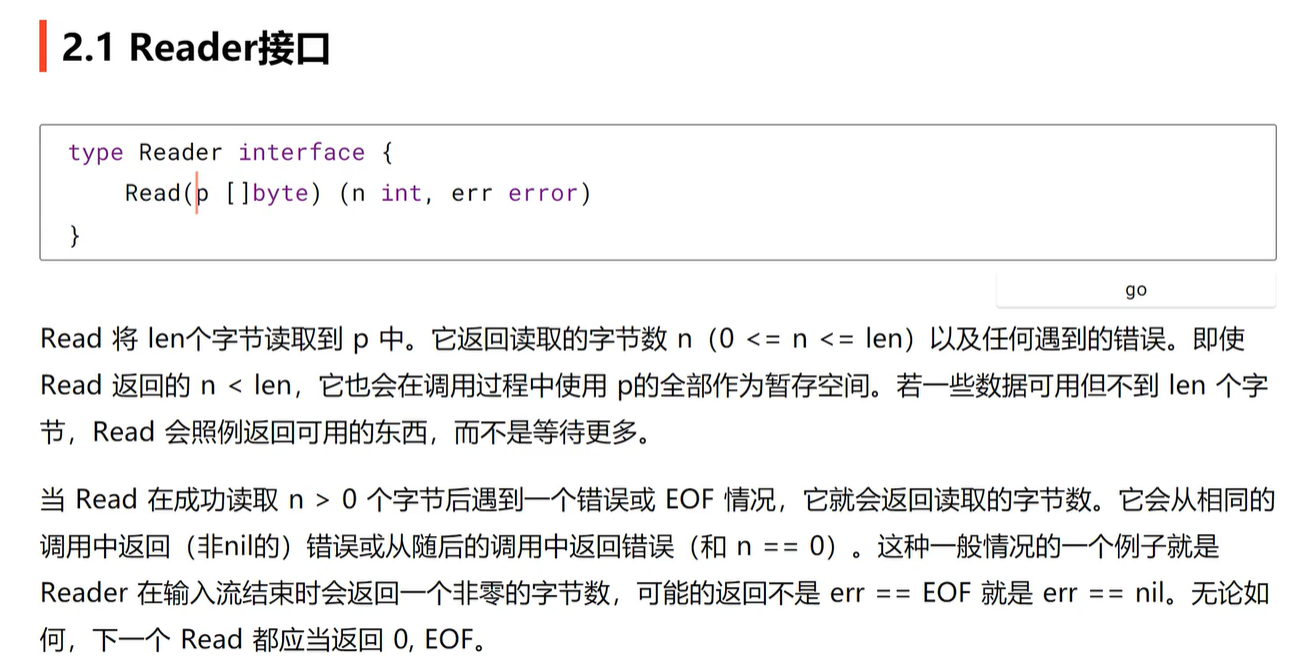 2.1 Reader接口
type Reader interface {
    Read(p []byte) (n int, err error)
}
go
Read 将 len个字节读取到 p 中。它返回读取的字节数 n（0 <= n <= len）以及任何遇到的错误。即使
Read 返回的 n < len，它也会在调用过程中使用 p的全部作为暂存空间。若一些数据可用但不到 len 个字
节，Read 会照例返回可用的东西，而不是等待更多。
当 Read 在成功读取 n > 0 个字节后遇到一个错误或 EOF 情况，它就会返回读取的字节数。它会从相同的
调用中返回（非nil的）错误或从随后的调用中返回错误（和 n == 0）。这种一般情况的一个例子就是
Reader 在输入流结束时会返回一个非零的字节数，可能的返回不是 err == EOF 就是 err == nil。无论如
何，下一个 Read 都应当返回 0, EOF。